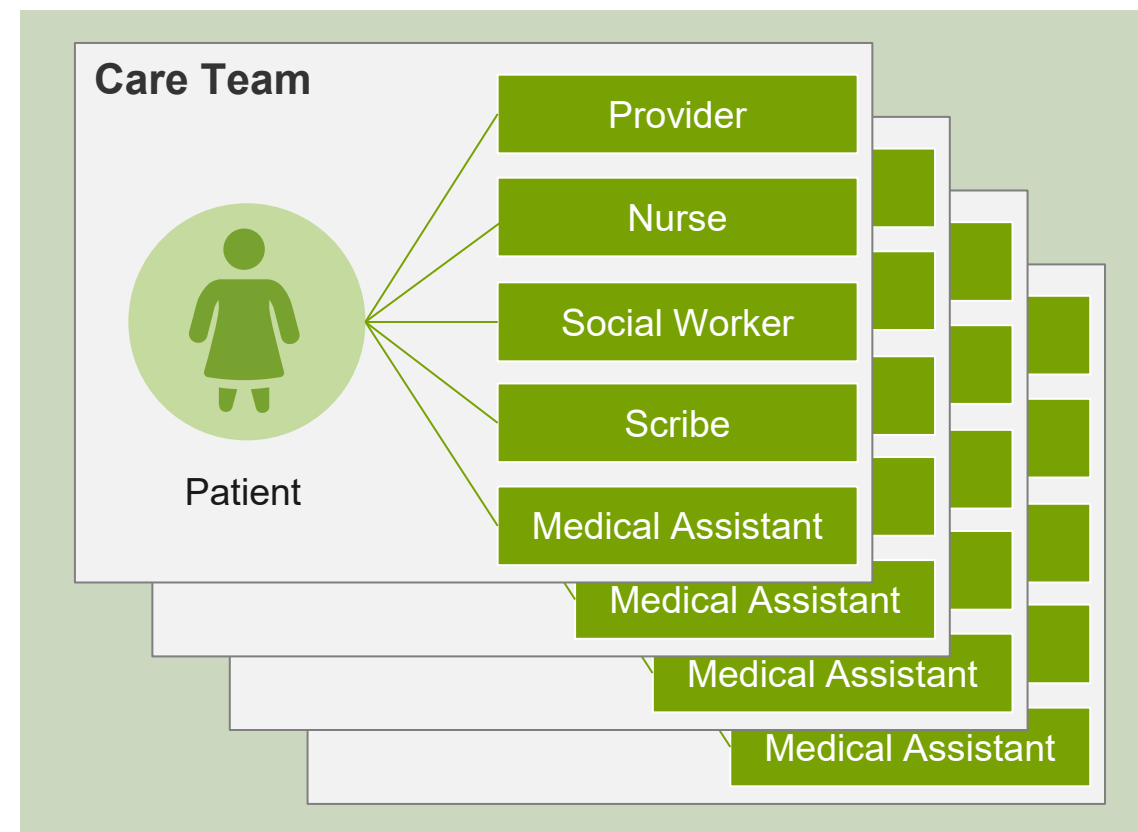 Care Team
Provider
Nurse
Social Worker
Scribe
Patient
Medical Assistant
Medical Assistant
Medical Assistant
Medical Assistant